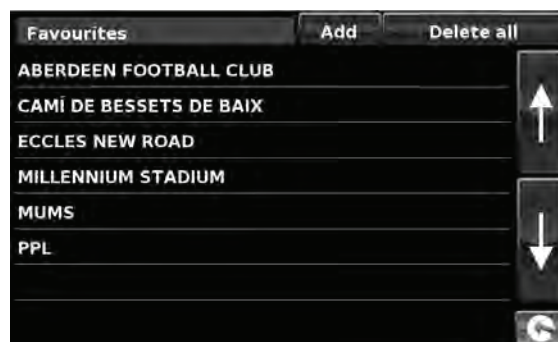 Favourites Add Delete all
ABERDEEN FOOTBALL CLUB
CAMÍ DE BESSETS DE BAIX
ECCLES NEW ROAD
MILLENNIUM STADIUM
MUMS
PPL